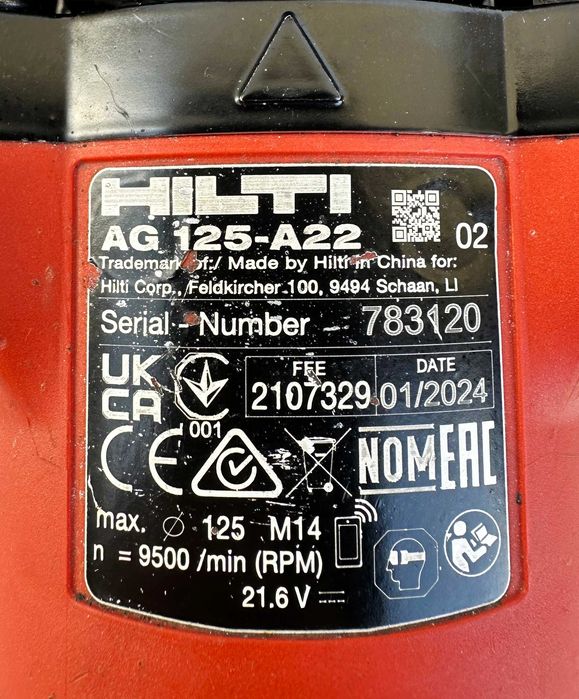 HILTI
AG 125-A22 02
Trademark of / Made by Hilti in China for:
Hilti Corp., Feldkircher 100, 9494 Schaan, LI
Serial - Number 783120
UK CA
001
FFE DATE
2107329 01/2024
CE NOM EAC
max. ⌀ 125 M14
n = 9500 /min (RPM)
21.6 V ⎓